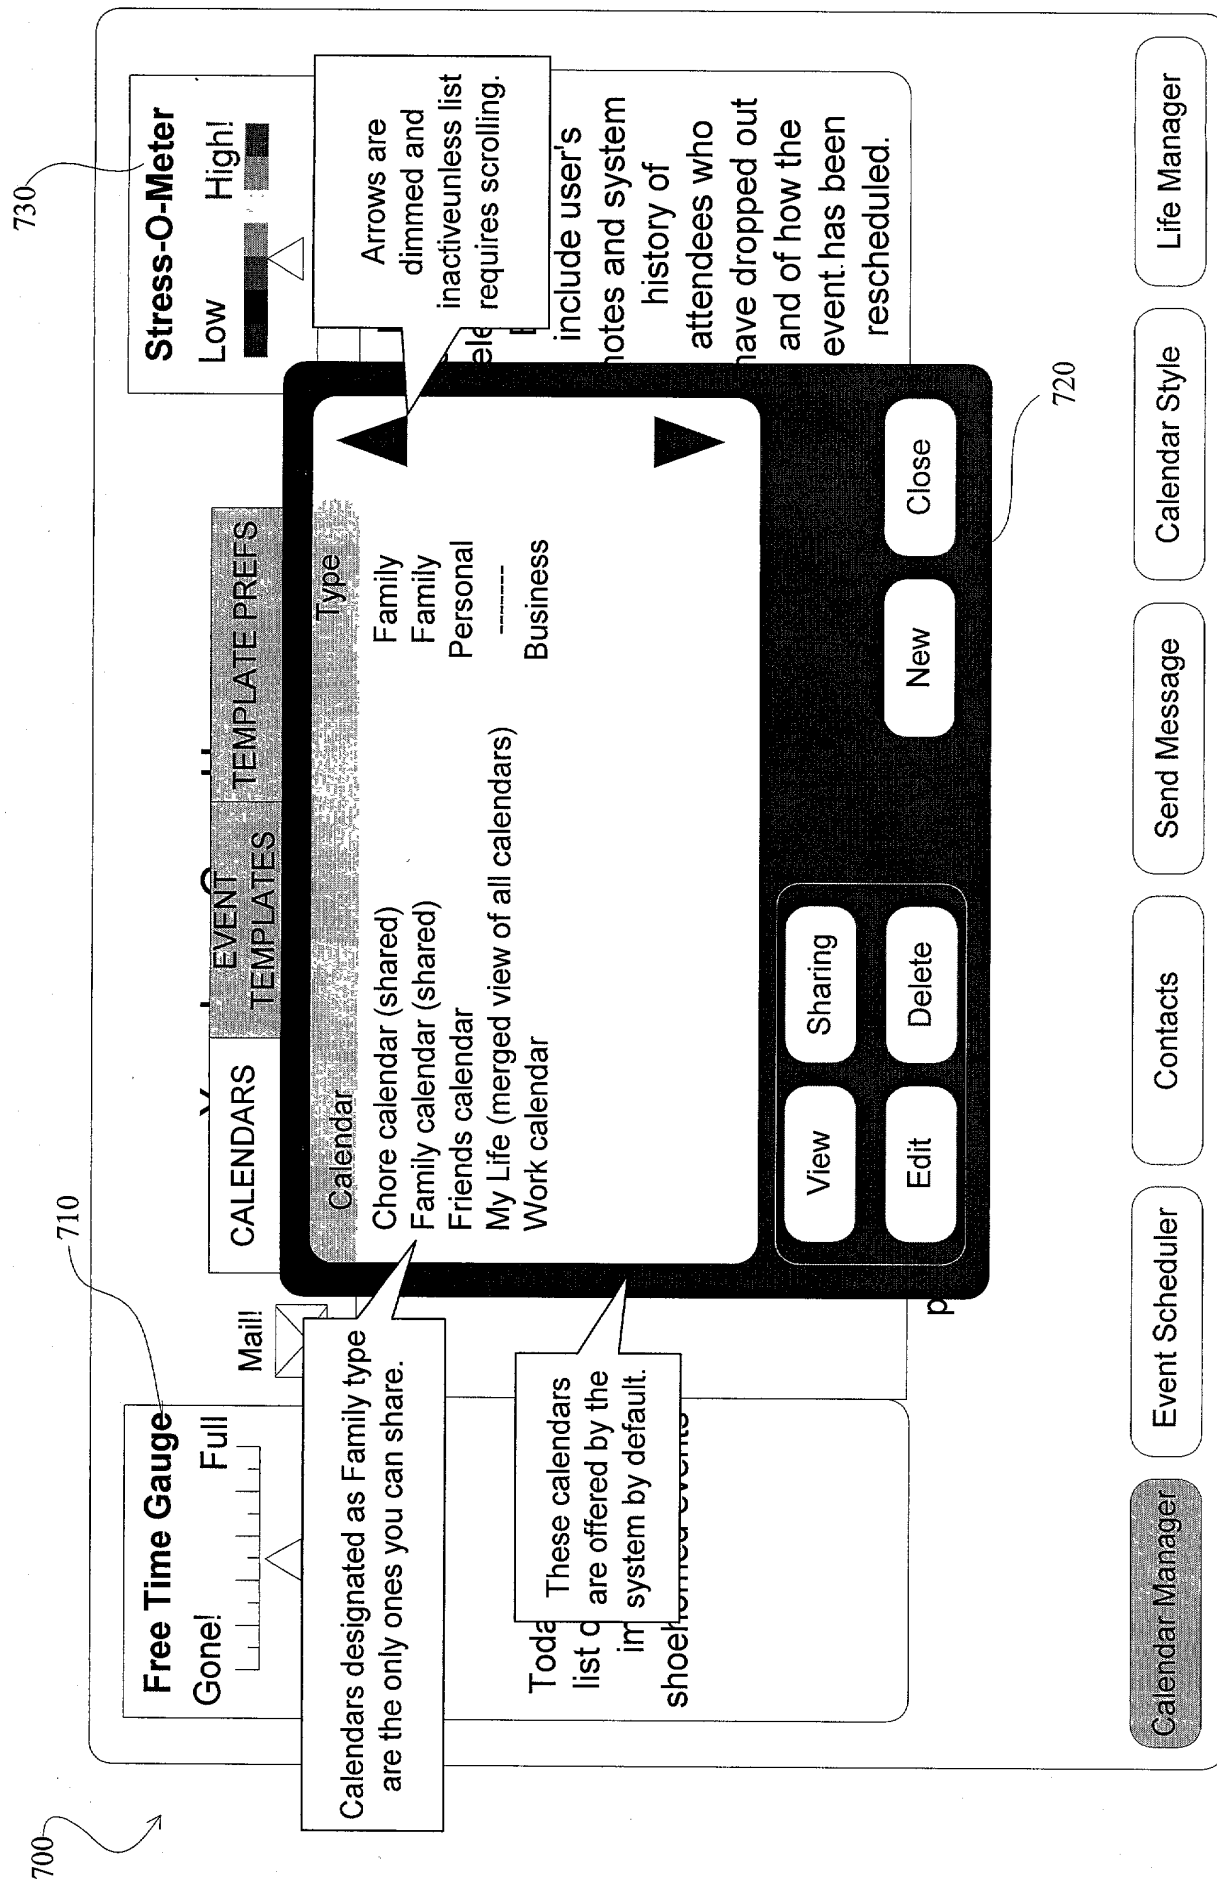 700
710
730
Free Time Gauge
Gone!
Full
Mail!
Stress-O-Meter
Low
High!
CALENDARS
EVENT
TEMPLATES
TEMPLATE PREFS
Calendar
Type
Chore calendar (shared)
Family
Family calendar (shared)
Family
Friends calendar
Personal
My Life (merged view of all calendars)
-------
Work calendar
Business
Calendars designated as Family type
are the only ones you can share.
These calendars
are offered by the
system by default.
Arrows are
dimmed and
inactiveunless list
requires scrolling.
Toda
list o
im
include user's
notes and system
history of
attendees who
have dropped out
and of how the
event has been
rescheduled.
View
Sharing
Edit
Delete
New
Close
720
Calendar Manager
Event Scheduler
Contacts
Send Message
Calendar Style
Life Manager